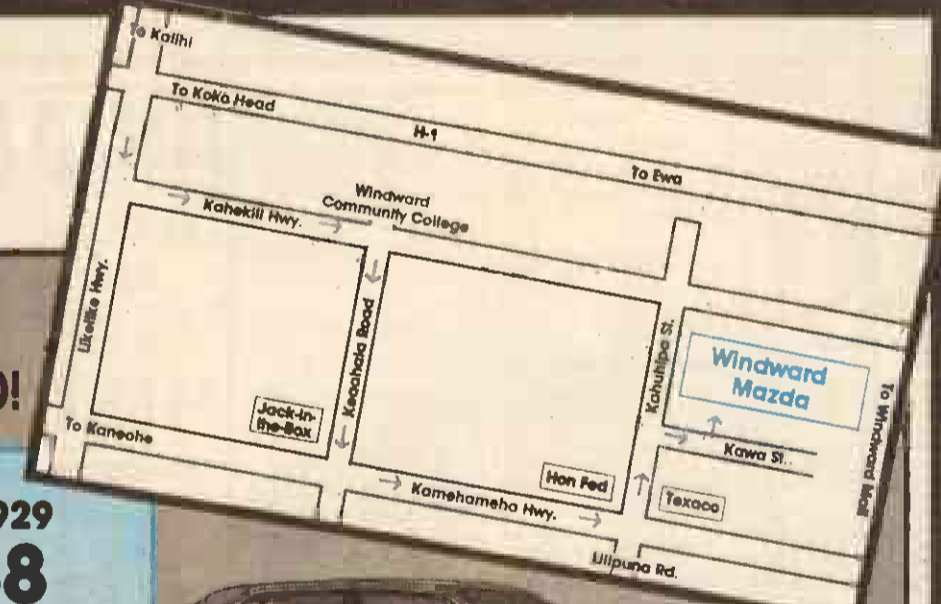 To Kalihi
To Koko Head
H-1
To Ewa
Windward
Community College
Kahekili Hwy.
Likelike Hwy.
Keaahala Road
Kahuhipa St.
Windward
Mazda
To Windward Mall
Jack-in-
the-Box
To Kaneohe
Kawa St.
Hon Fed
Texaco
Kamehameha Hwy.
Lilipuna Rd.
!
929
8